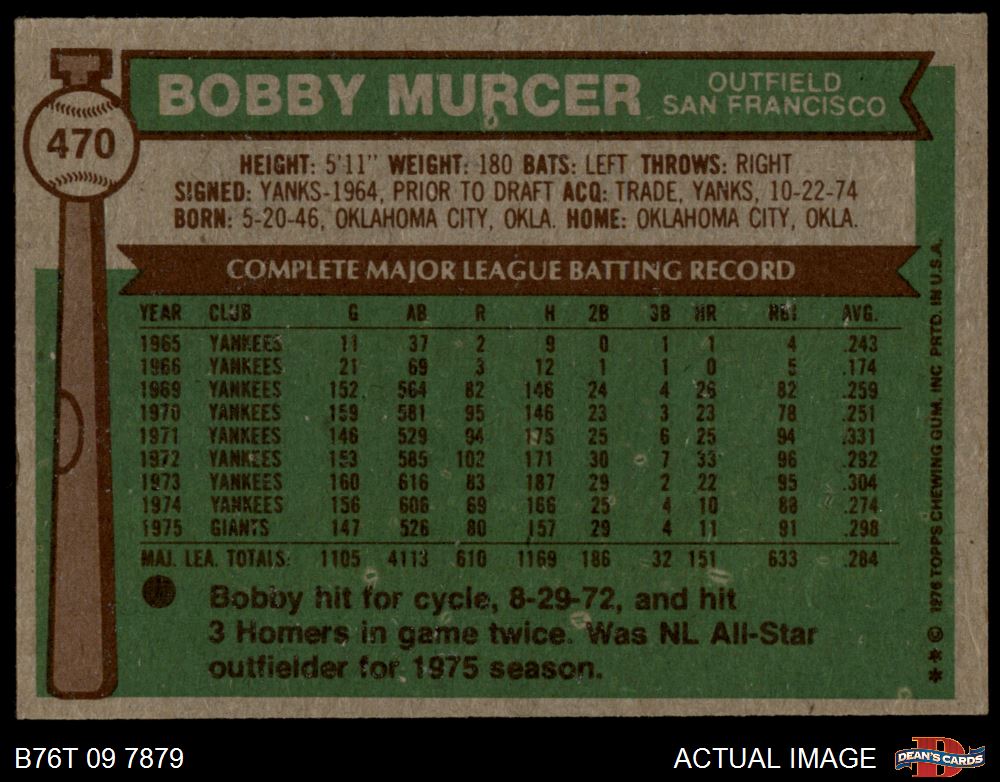 470
BOBBY MURCER
OUTFIELD
SAN FRANCISCO
HEIGHT: 5'11" WEIGHT: 180 BATS: LEFT THROWS: RIGHT
SIGNED: YANKS-1964, PRIOR TO DRAFT ACQ: TRADE, YANKS, 10-22-74
BORN: 5-20-46, OKLAHOMA CITY, OKLA. HOME: OKLAHOMA CITY, OKLA.
COMPLETE MAJOR LEAGUE BATTING RECORD
YEAR CLUB G AB R H 2B 3B HR RBI AVG.
1965 YANKEES 11 37 2 9 0 1 1 4 .243
1966 YANKEES 21 69 3 12 1 1 0 5 .174
1969 YANKEES 152 564 82 146 24 4 26 82 .259
1970 YANKEES 159 581 95 146 23 3 23 78 .251
1971 YANKEES 146 529 94 175 25 6 25 94 .331
1972 YANKEES 153 585 102 171 30 7 33 96 .292
1973 YANKEES 160 616 83 187 29 2 22 95 .304
1974 YANKEES 156 606 69 166 25 4 10 88 .274
1975 GIANTS 147 526 80 157 29 4 11 91 .298
MAJ. LEA. TOTALS: 1105 4113 610 1169 186 32 151 633 .284
Bobby hit for cycle, 8-29-72, and hit
3 Homers in game twice. Was NL All-Star
outfielder for 1975 season.
** © 1976 TOPPS CHEWING GUM, INC PRTD. IN U.S.A.
B76T 09 7879
ACTUAL IMAGE
D
DEAN'S CARDS